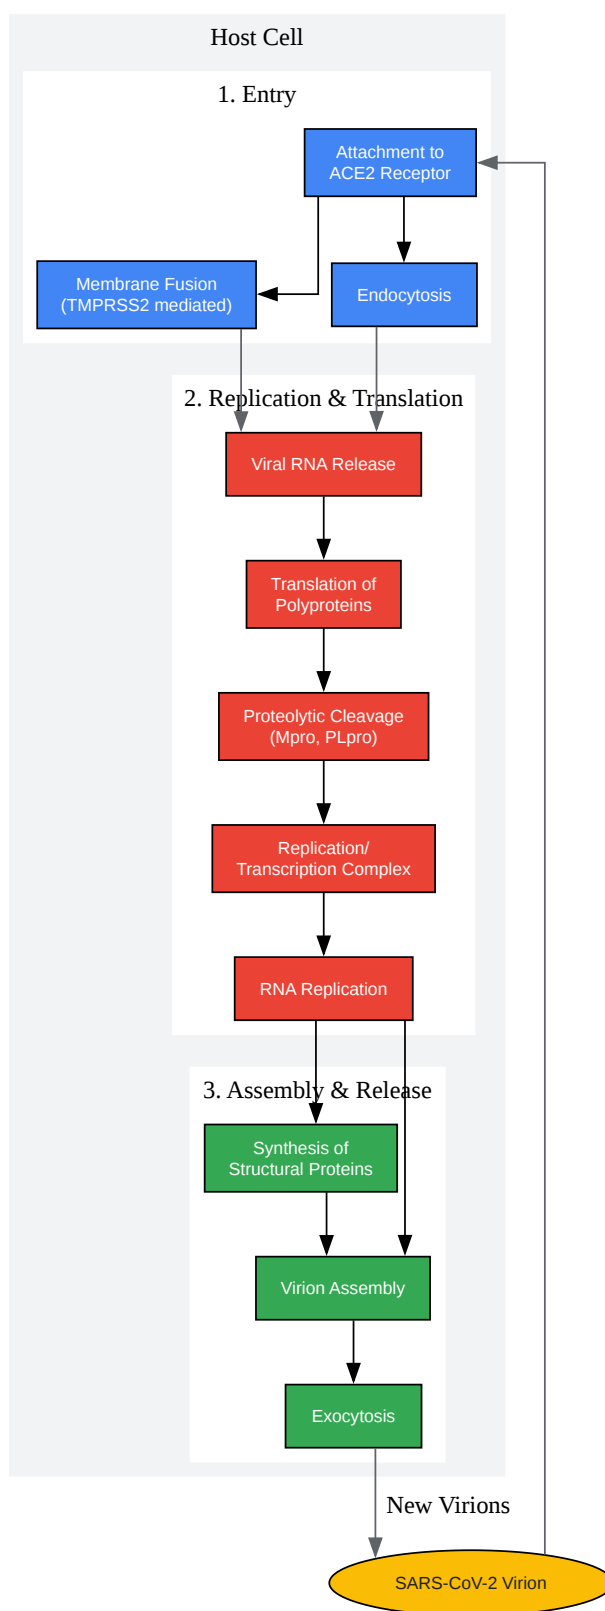 Host Cell
1. Entry
Attachment to
ACE2 Receptor
Membrane Fusion
(TMPRSS2 mediated)
Endocytosis
2. Replication & Translation
Viral RNA Release
Translation of
Polyproteins
Proteolytic Cleavage
(Mpro, PLpro)
Replication/
Transcription Complex
RNA Replication
3. Assembly & Release
Synthesis of
Structural Proteins
Virion Assembly
Exocytosis
New Virions
SARS-CoV-2 Virion